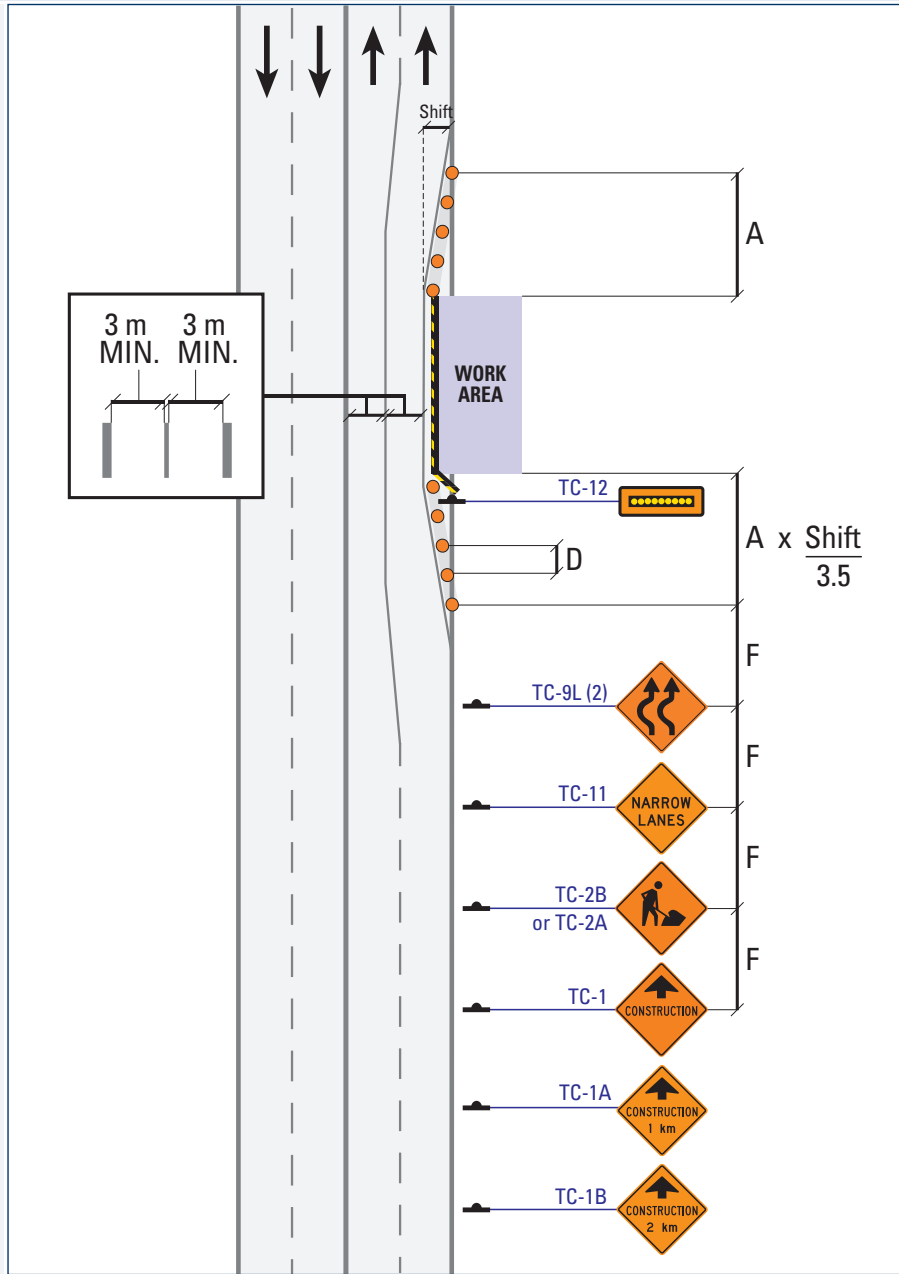 Shift
A
3 m 3 m
MIN. MIN.
WORK
AREA
TC-12
A x Shift
3.5
D
F
TC-9L (2)
F
TC-11
NARROW
LANES
F
TC-2B
or TC-2A
F
TC-1
CONSTRUCTION
TC-1A
CONSTRUCTION
1 km
TC-1B
CONSTRUCTION
2 km